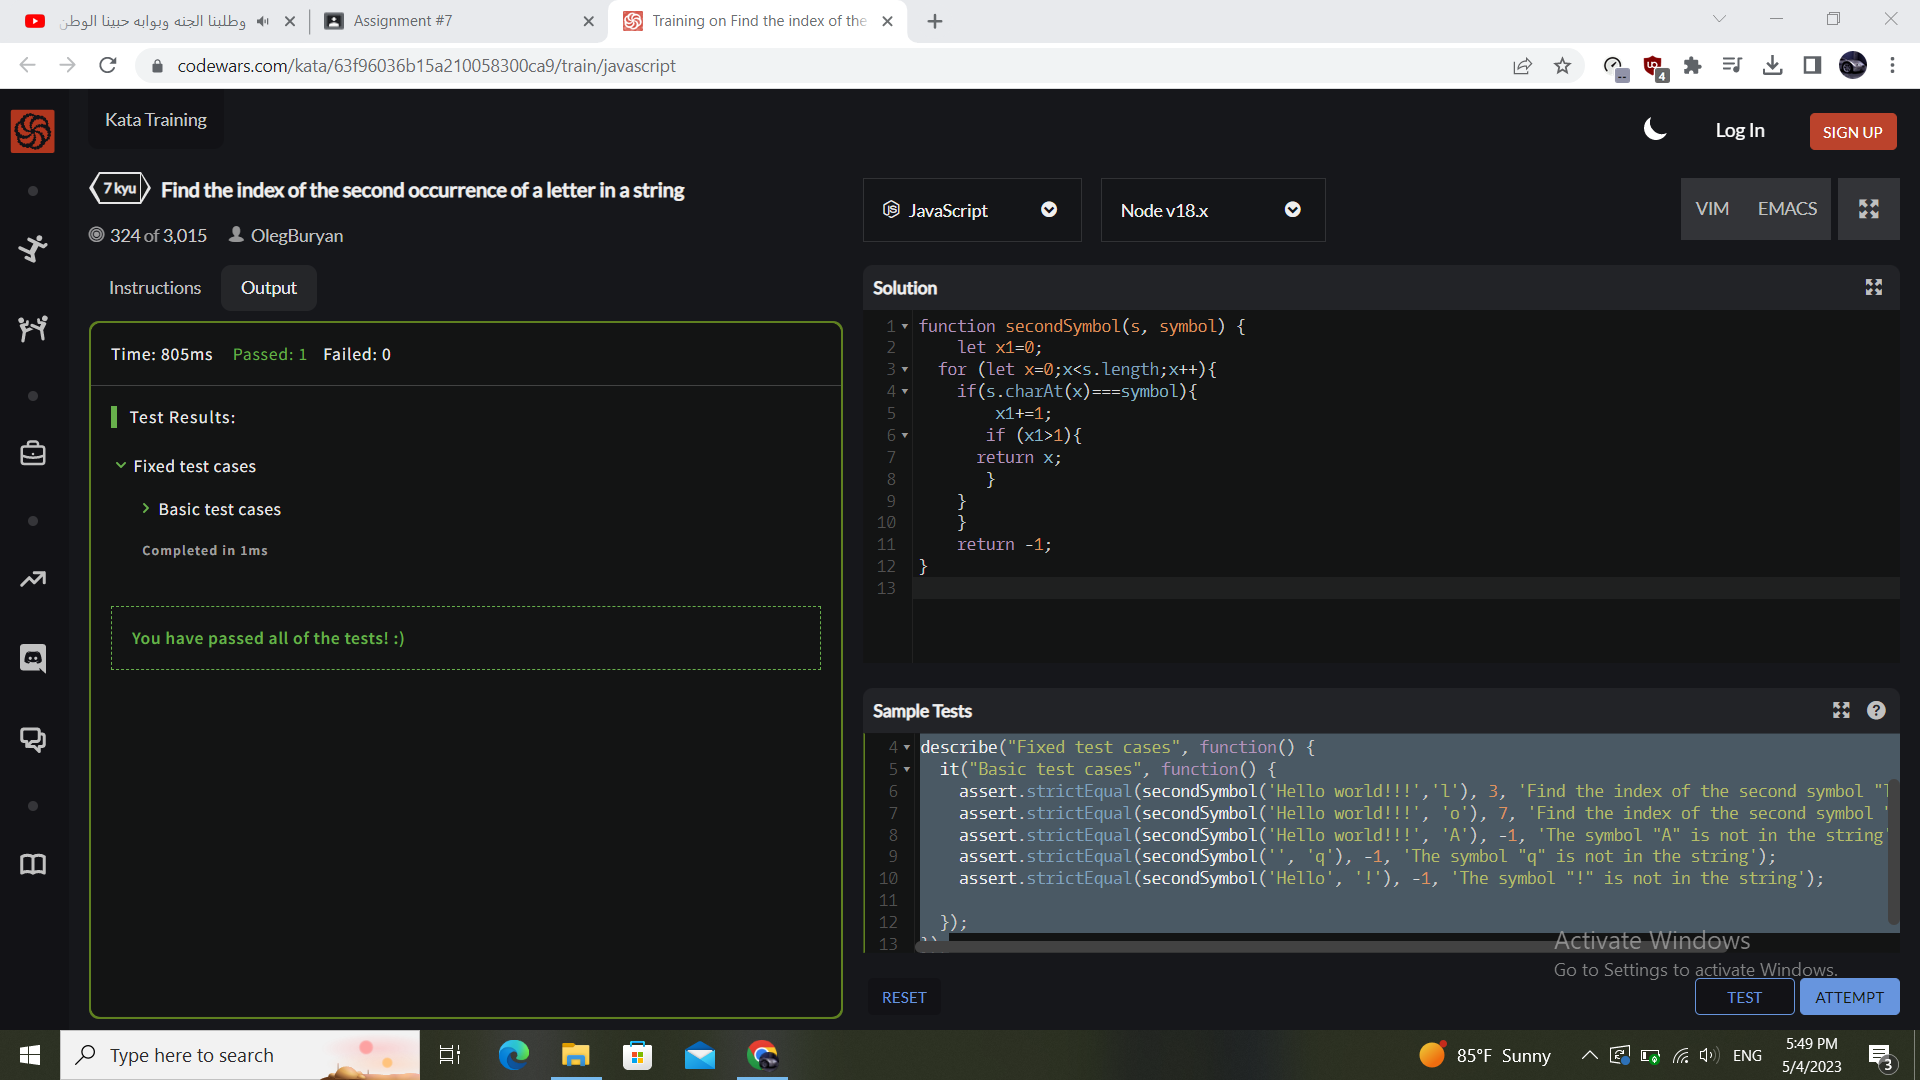 وطلبنا الجنه وبوابه حبينا الوطن
Assignment #7
Training on Find the index of the
codewars.com/kata/63f96036b15a210058300ca9/train/javascript
4
Kata Training
Log In
SIGN UP
7 kyu
Find the index of the second occurrence of a letter in a string
324 of 3,015
OlegBuryan
JavaScript
Node v18.x
VIM
EMACS
Instructions
Output
Time: 805ms Passed: 1 Failed: 0
Test Results:
Fixed test cases
Basic test cases
Completed in 1ms
You have passed all of the tests! :)
Solution
1 function secondSymbol(s, symbol) {
2 let x1=0;
3 for (let x=0;x<s.length;x++){
4 if(s.charAt(x)===symbol){
5 x1+=1;
6 if (x1>1){
7 return x;
8 }
9 }
10 }
11 return -1;
12 }
13
Sample Tests
?
4 describe("Fixed test cases", function() {
5 it("Basic test cases", function() {
6 assert.strictEqual(secondSymbol('Hello world!!!','l'), 3, 'Find the index of the second symbol "l
7 assert.strictEqual(secondSymbol('Hello world!!!', 'o'), 7, 'Find the index of the second symbol "
8 assert.strictEqual(secondSymbol('Hello world!!!', 'A'), -1, 'The symbol "A" is not in the string'
9 assert.strictEqual(secondSymbol('', 'q'), -1, 'The symbol "q" is not in the string');
10 assert.strictEqual(secondSymbol('Hello', '!'), -1, 'The symbol "!" is not in the string');
11
12 });
13 })
Activate Windows
Go to Settings to activate Windows.
RESET
TEST
ATTEMPT
Type here to search
85°F Sunny
ENG
5:49 PM
5/4/2023
3